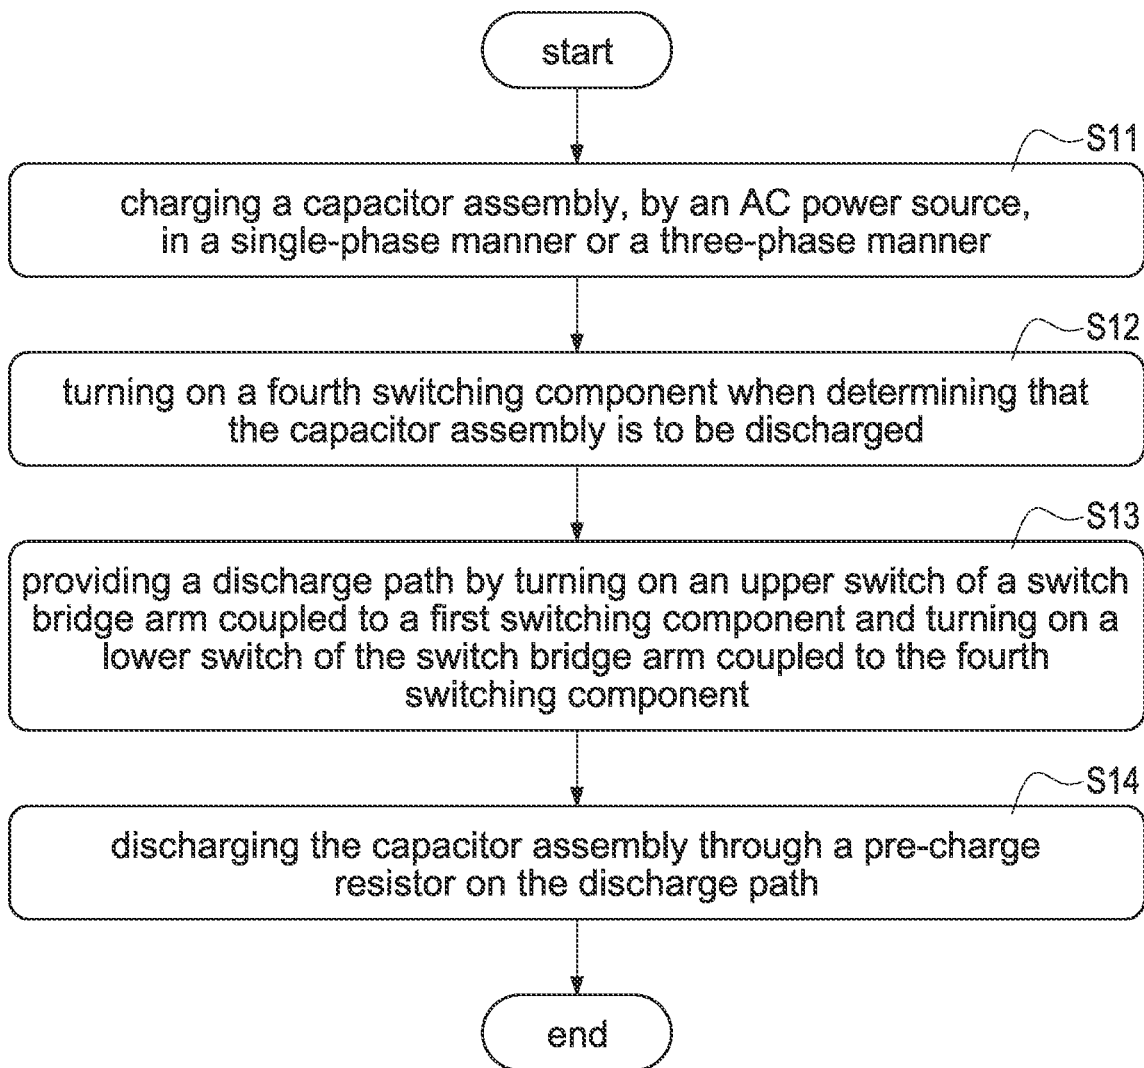 start
S11
charging a capacitor assembly, by an AC power source,
in a single-phase manner or a three-phase manner
S12
turning on a fourth switching component when determining that
the capacitor assembly is to be discharged
S13
providing a discharge path by turning on an upper switch of a switch
bridge arm coupled to a first switching component and turning on a
lower switch of the switch bridge arm coupled to the fourth
switching component
S14
discharging the capacitor assembly through a pre-charge
resistor on the discharge path
end